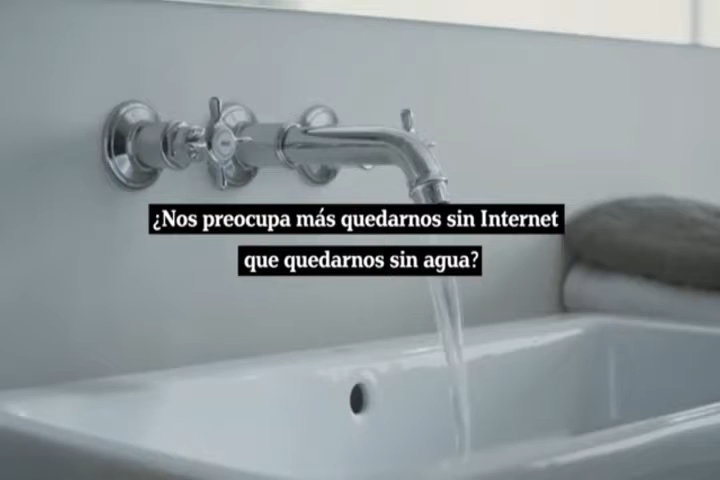 ¿Nos preocupa más quedarnos sin Internet
que quedarnos sin agua?